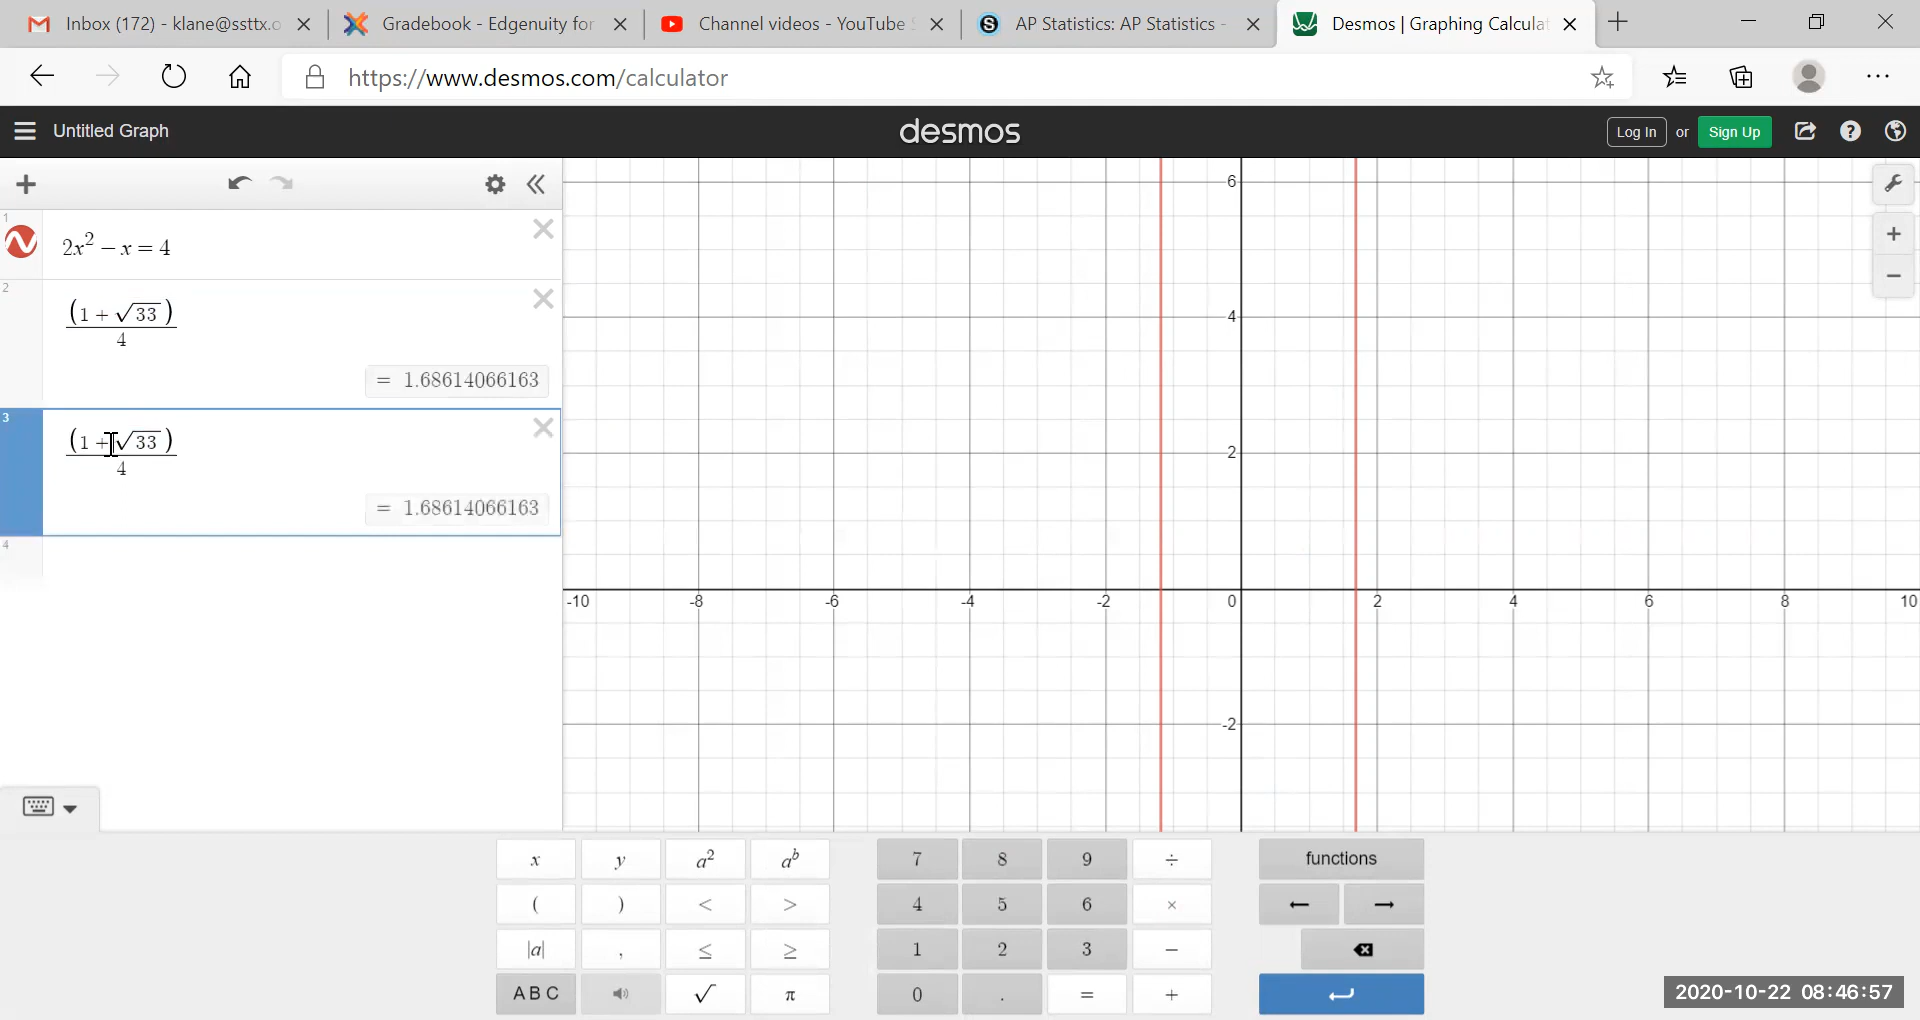 Inbox (172) - klane@ssttx.o
Gradebook - Edgenuity for
Channel videos - YouTube S
AP Statistics: AP Statistics -
Desmos | Graphing Calculat
https://www.desmos.com/calculator
Untitled Graph
desmos
Log In or Sign Up
1
2x² − x = 4
2
(1 + √33)
4
= 1.68614066163
3
(1 + √33)
4
= 1.68614066163
4
6
4
2
-10 -8 -6 -4 -2 0 2 4 6 8 10
-2
x y a² aᵇ 7 8 9 ÷ functions
( ) < > 4 5 6 × ← →
|a| , ≤ ≥ 1 2 3 −
A B C √ π 0 . = +
2020-10-22 08:46:57